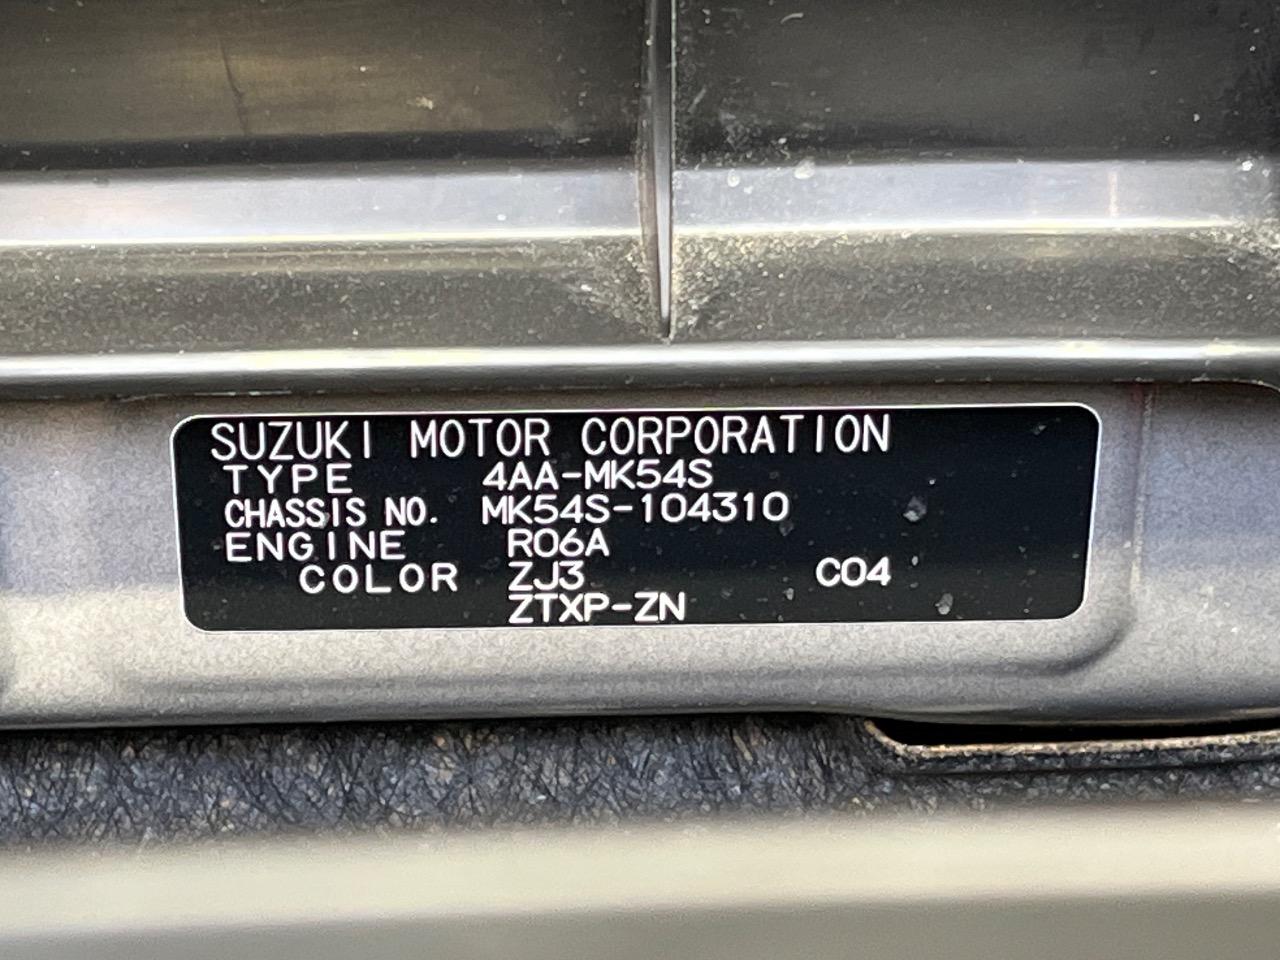 SUZUKI MOTOR CORPORATION
TYPE 4AA-MK54S
CHASSIS NO. MK54S-104310
ENGINE R06A
COLOR ZJ3 C04
ZTXP-ZN